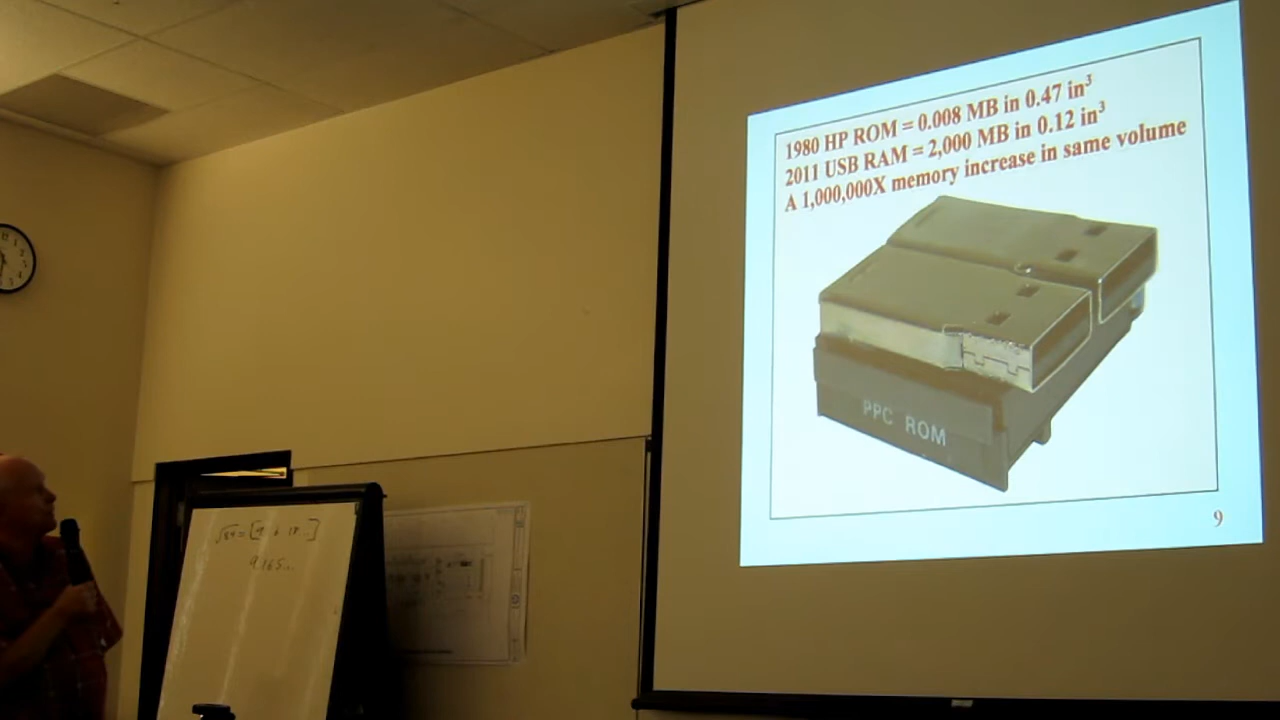 1980 HP ROM = 0.008 MB in 0.47 in³
2011 USB RAM = 2,000 MB in 0.12 in³
A 1,000,000X memory increase in same volume
PPC ROM
9
9.165...